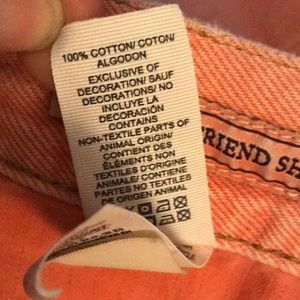 100% COTTON/ COTON/
ALGODON
EXCLUSIVE OF
DECORATION/ SAUF
DECORATIONS/ NO
INCLUYE LA
DECORACIÓN
CONTAINS
NON-TEXTILE PARTS OF
ANIMAL ORIGIN/
CONTIENT DES
ÉLÉMENTS NON
TEXTILES D'ORIGINE
ANIMALE/ CONTIENE
PARTES NO TEXTILES
DE ORIGEN ANIMAL
RIEND SH